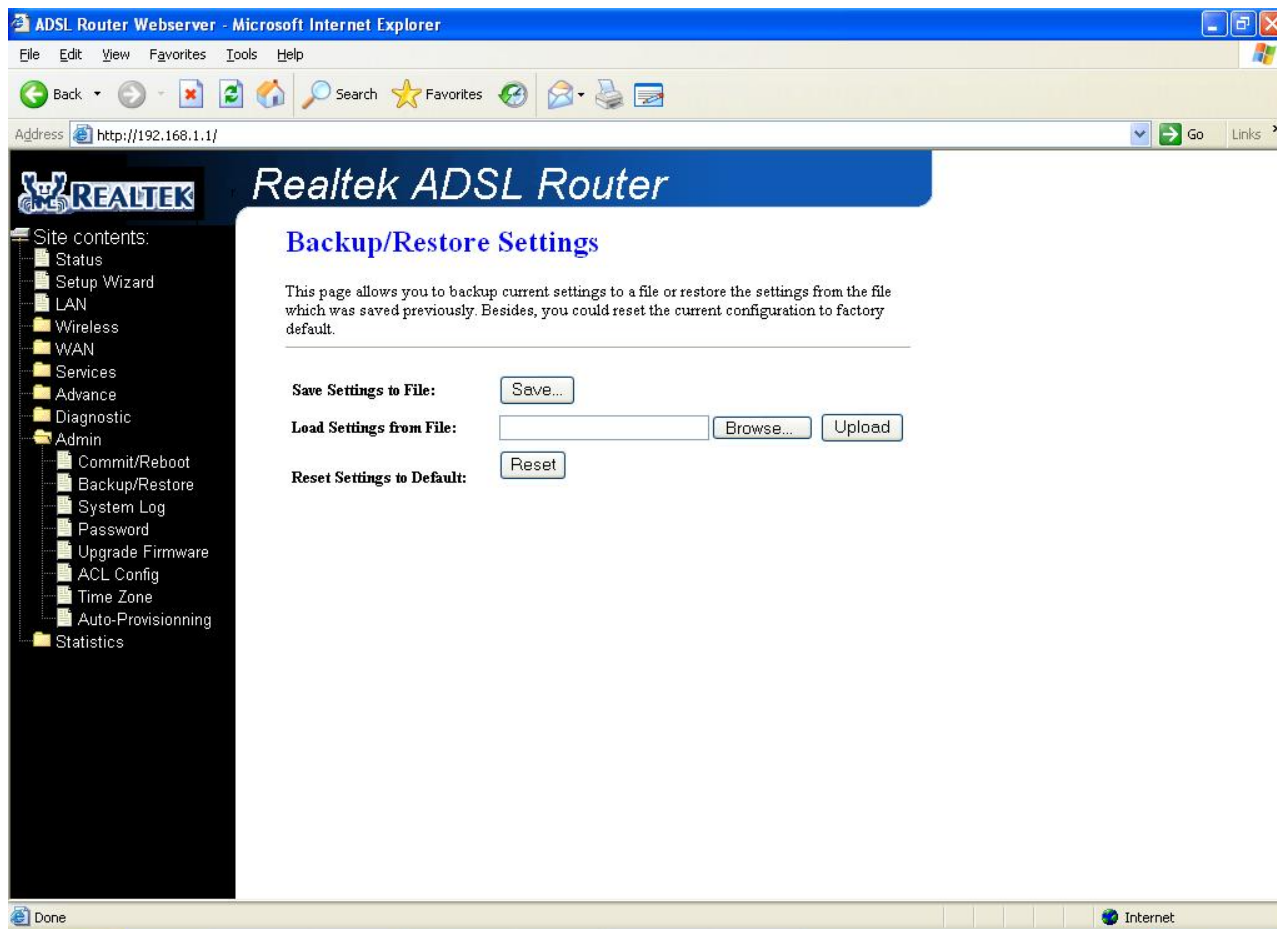 ADSL Router Webserver - Microsoft Internet Explorer
File Edit View Favorites Tools Help
Back Search Favorites
Address http://192.168.1.1/ Go Links
REALTEK
Realtek ADSL Router
Site contents:
Status
Setup Wizard
LAN
Wireless
WAN
Services
Advance
Diagnostic
Admin
Commit/Reboot
Backup/Restore
System Log
Password
Upgrade Firmware
ACL Config
Time Zone
Auto-Provisionning
Statistics
Backup/Restore Settings
This page allows you to backup current settings to a file or restore the settings from the file
which was saved previously. Besides, you could reset the current configuration to factory
default.
Save Settings to File: Save...
Load Settings from File: Browse... Upload
Reset Settings to Default: Reset
Done Internet